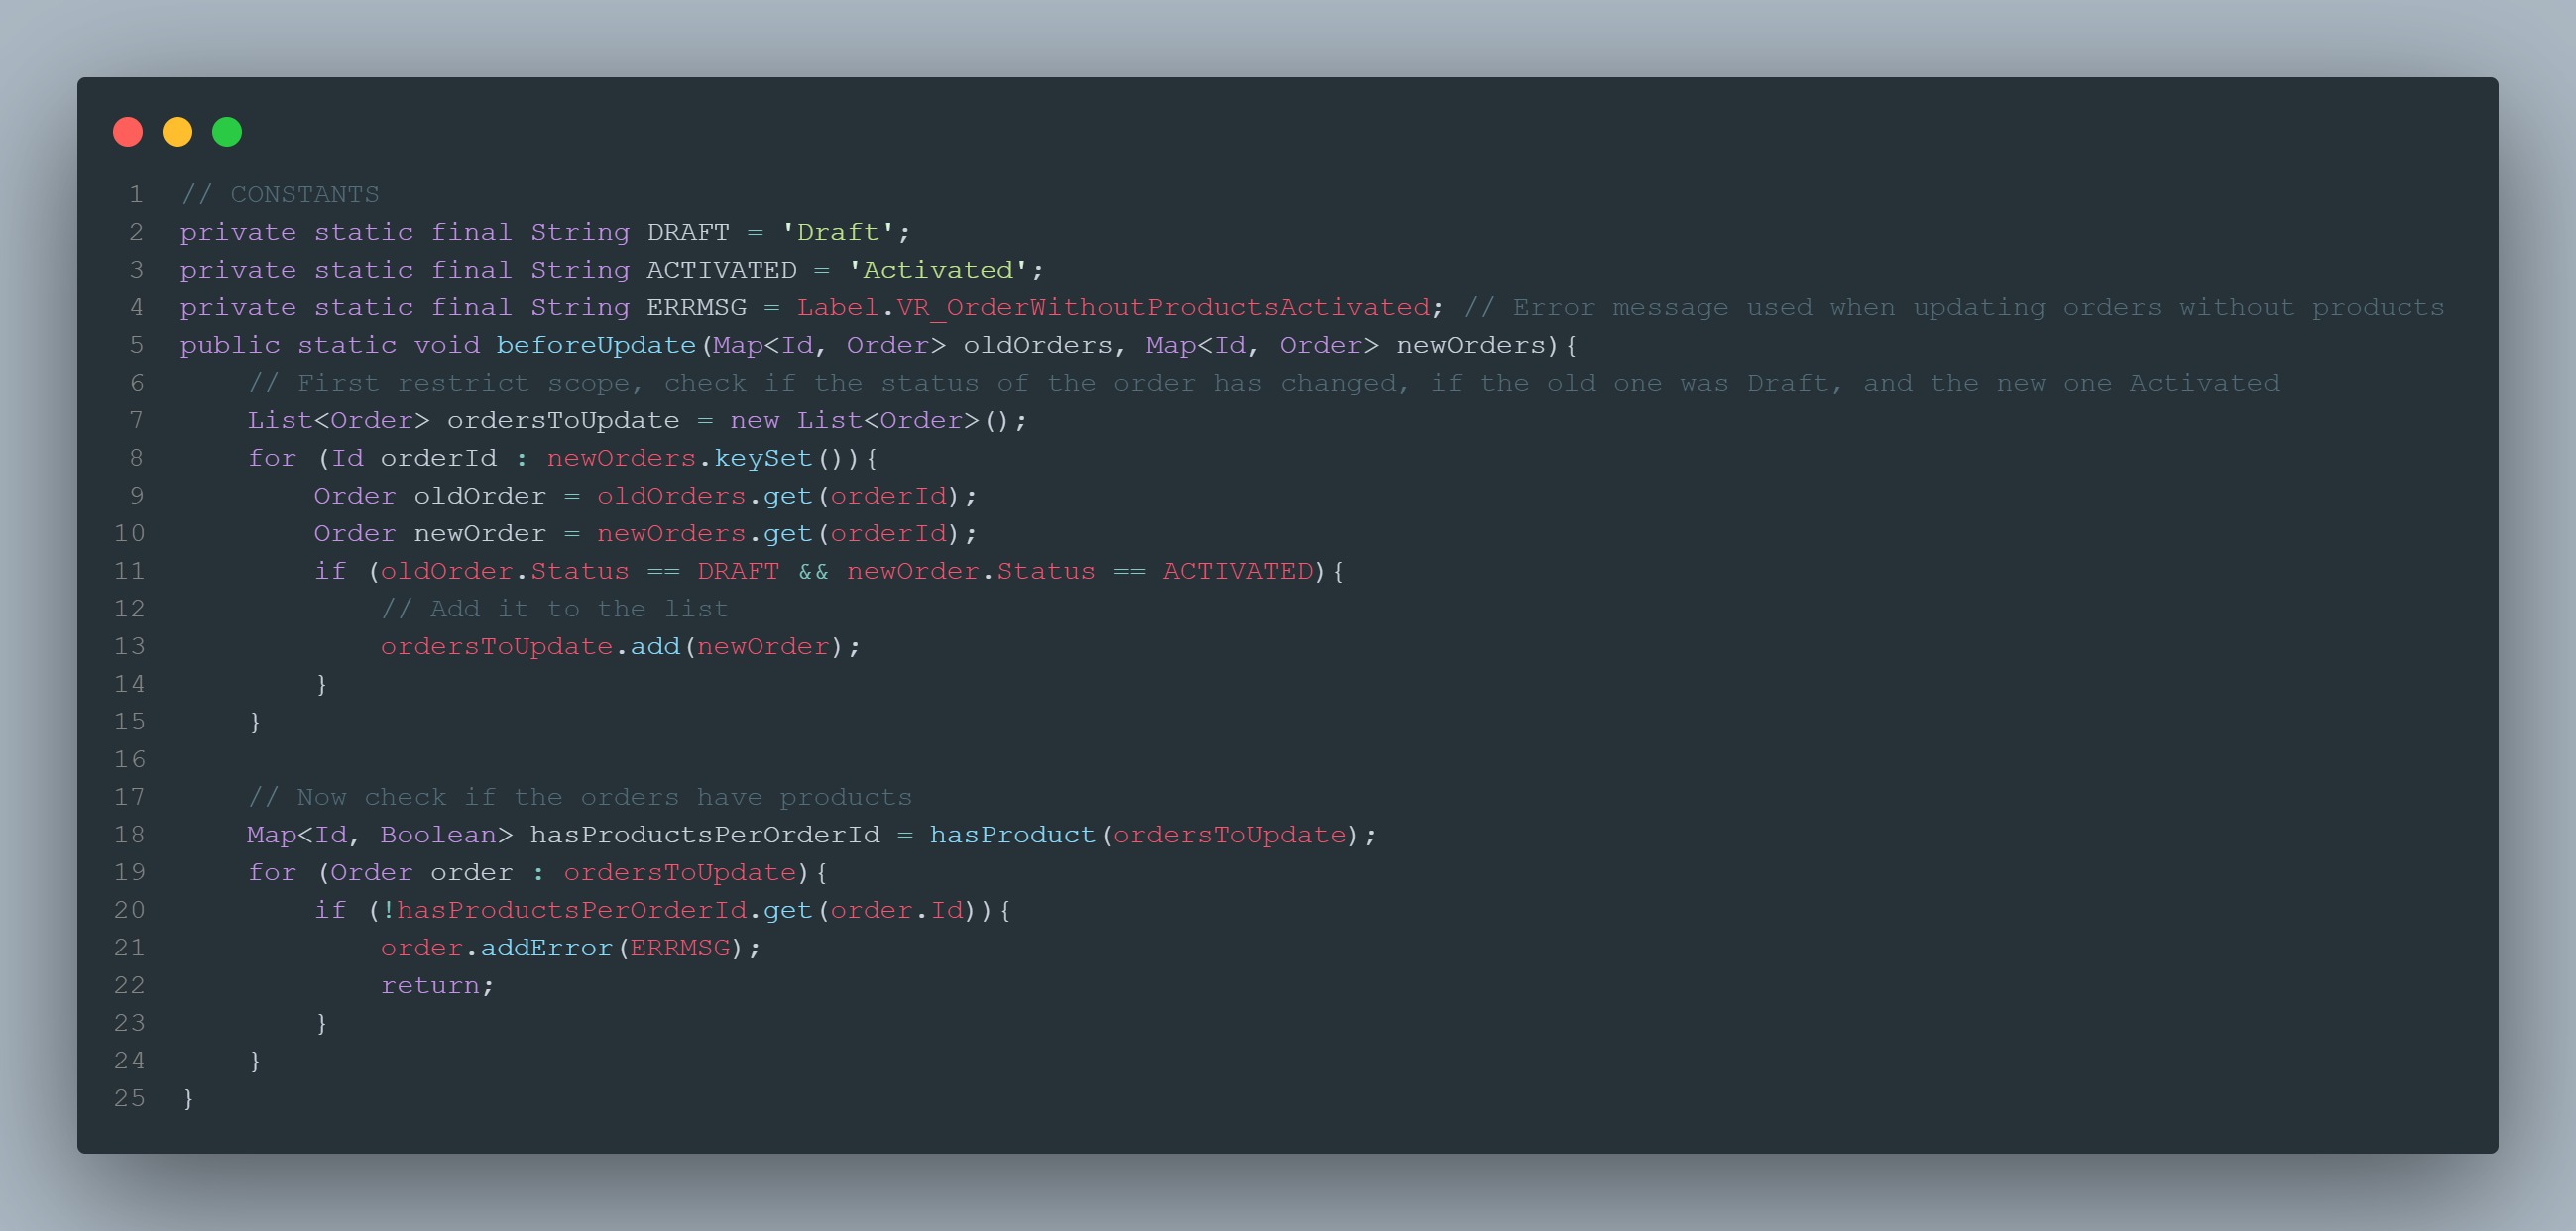 1 // CONSTANTS
2 private static final String DRAFT = 'Draft';
3 private static final String ACTIVATED = 'Activated';
4 private static final String ERRMSG = Label.VR_OrderWithoutProductsActivated; // Error message used when updating orders without products
5 public static void beforeUpdate(Map<Id, Order> oldOrders, Map<Id, Order> newOrders){
6     // First restrict scope, check if the status of the order has changed, if the old one was Draft, and the new one Activated
7     List<Order> ordersToUpdate = new List<Order>();
8     for (Id orderId : newOrders.keySet()){
9         Order oldOrder = oldOrders.get(orderId);
10         Order newOrder = newOrders.get(orderId);
11         if (oldOrder.Status == DRAFT && newOrder.Status == ACTIVATED){
12             // Add it to the list
13             ordersToUpdate.add(newOrder);
14         }
15     }
16
17     // Now check if the orders have products
18     Map<Id, Boolean> hasProductsPerOrderId = hasProduct(ordersToUpdate);
19     for (Order order : ordersToUpdate){
20         if (!hasProductsPerOrderId.get(order.Id)){
21             order.addError(ERRMSG);
22             return;
23         }
24     }
25 }